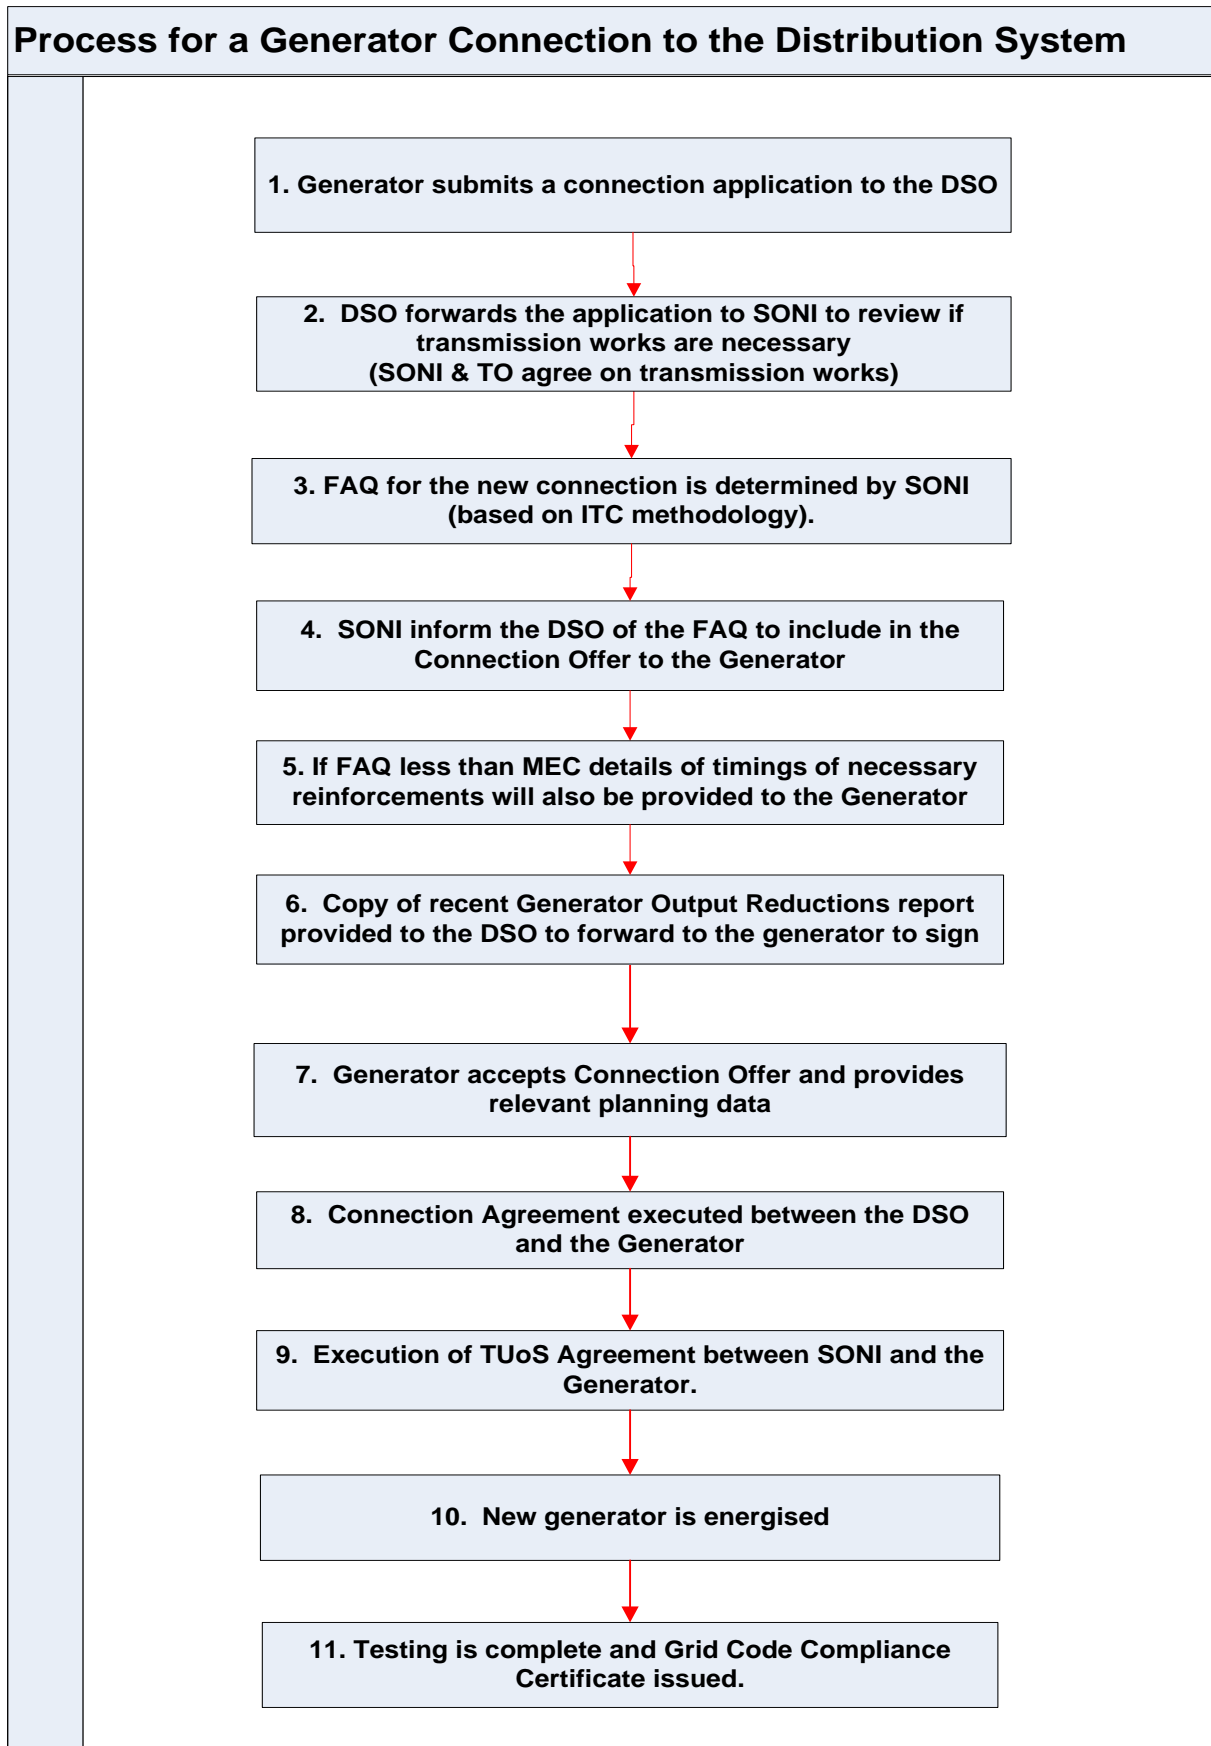 Process for a Generator Connection to the Distribution System
1. Generator submits a connection application to the DSO
2.  DSO forwards the application to SONI to review if
transmission works are necessary
(SONI & TO agree on transmission works)
3. FAQ for the new connection is determined by SONI
(based on ITC methodology).
4.  SONI inform the DSO of the FAQ to include in the
Connection Offer to the Generator
5. If FAQ less than MEC details of timings of necessary
reinforcements will also be provided to the Generator
6.  Copy of recent Generator Output Reductions report
provided to the DSO to forward to the generator to sign
7.  Generator accepts Connection Offer and provides
relevant planning data
8.  Connection Agreement executed between the DSO
and the Generator
9.  Execution of TUoS Agreement between SONI and the
Generator.
10.  New generator is energised
11. Testing is complete and Grid Code Compliance
Certificate issued.